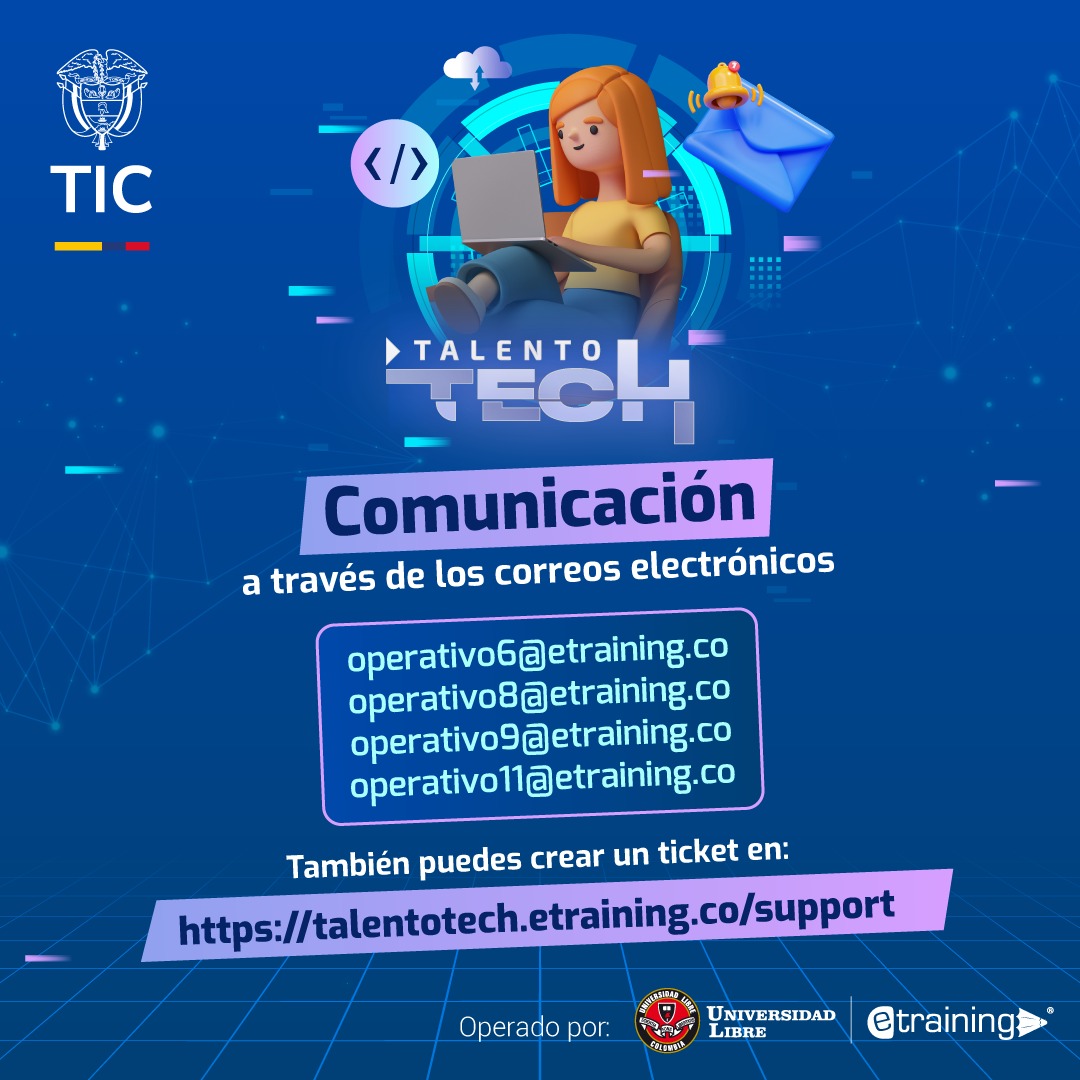 TIC
</>
TALENTO
TECH
Comunicación
a través de los correos electrónicos
operativo6@etraining.co
operativo8@etraining.co
operativo9@etraining.co
operativo11@etraining.co
También puedes crear un ticket en:
https://talentotech.etraining.co/support
Operado por:
UNIVERSIDAD LIBRE
COLOMBIA
UNIVERSIDAD
LIBRE
etraining®